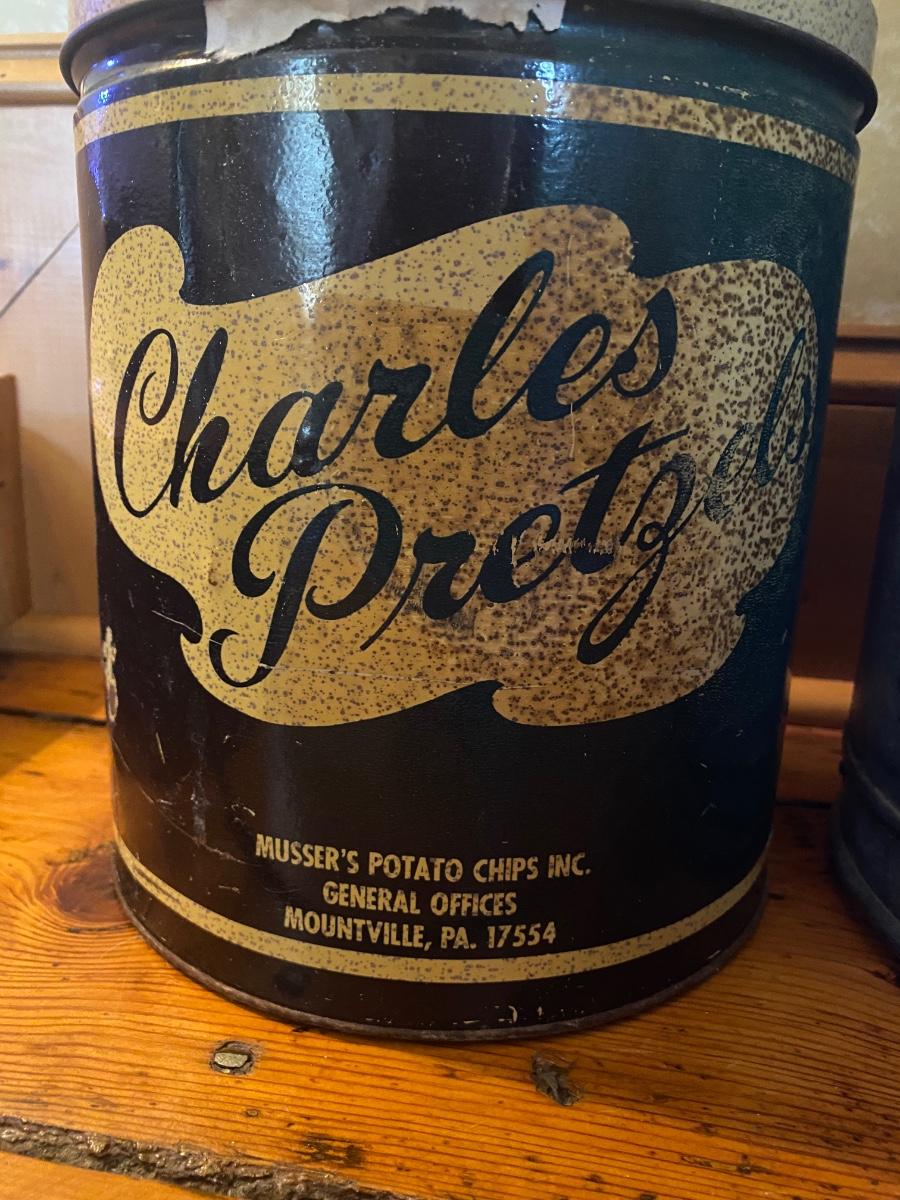 Charles
Pretzels
MUSSER'S POTATO CHIPS INC.
GENERAL OFFICES
MOUNTVILLE, PA. 17554